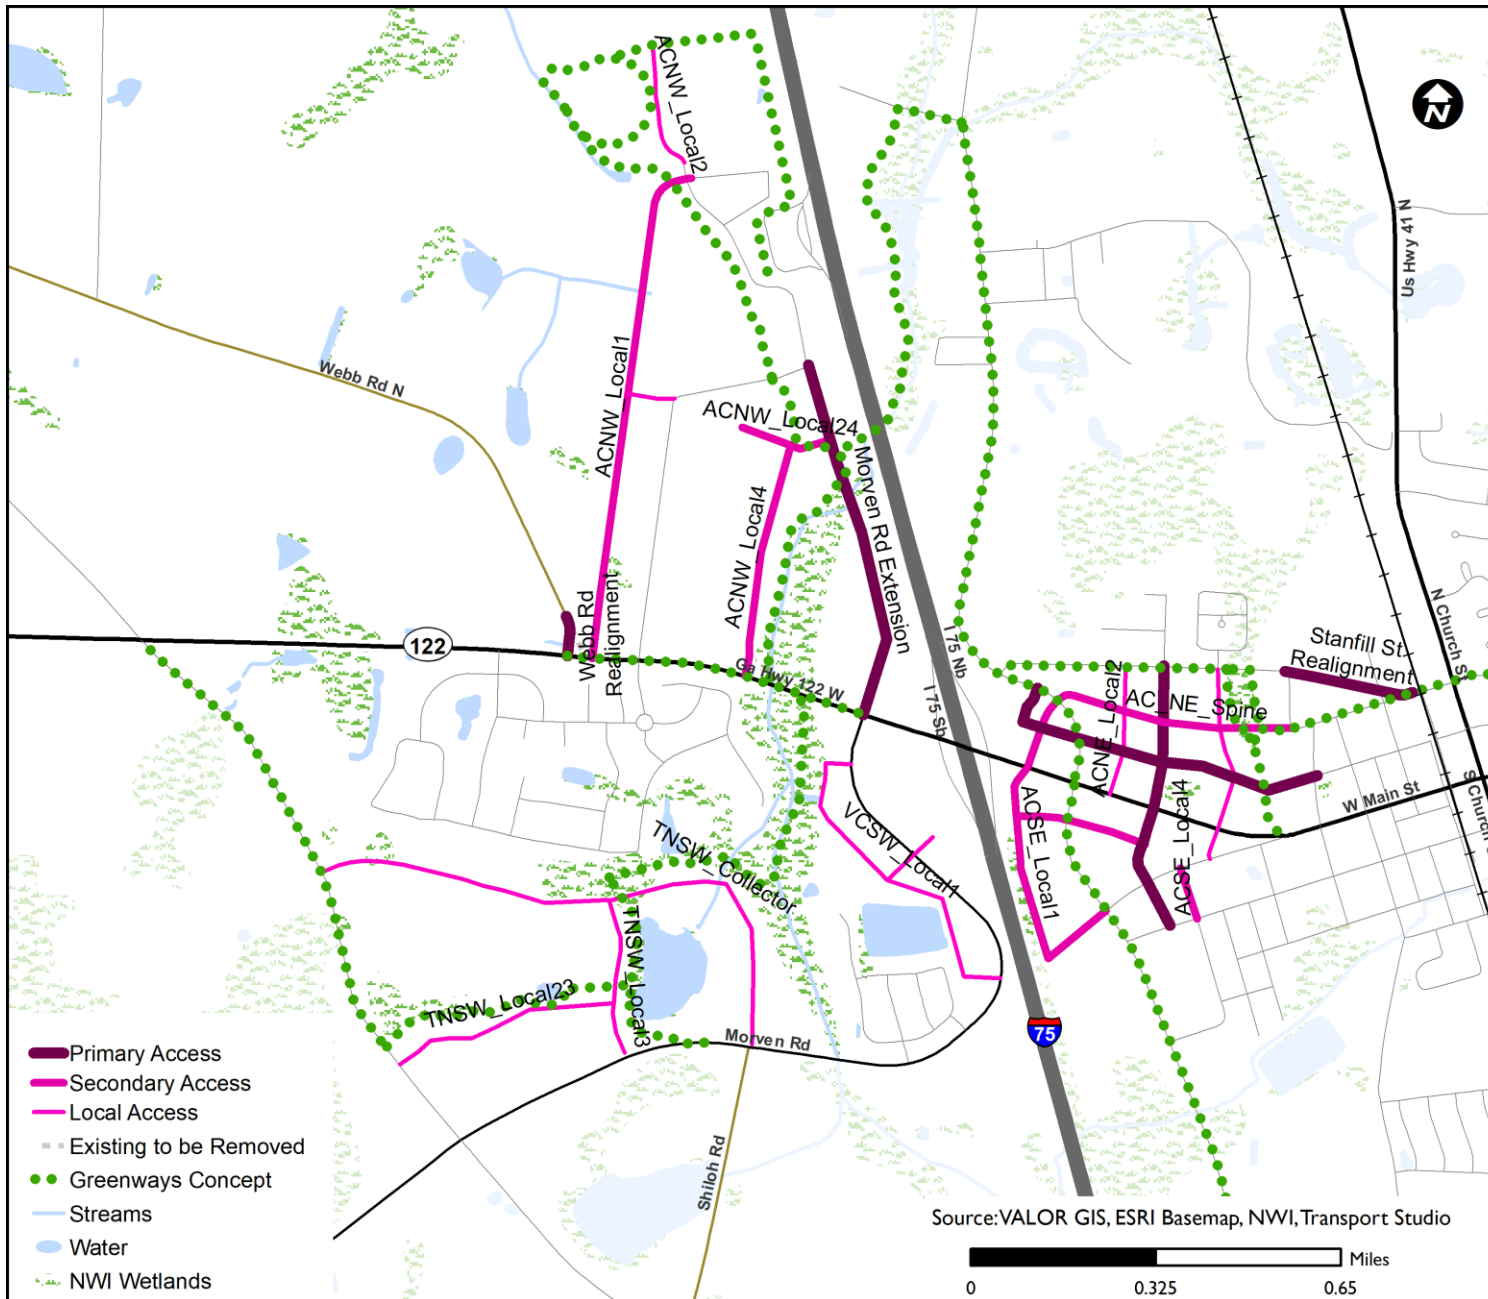 ACNW_Local2
N
Us Hwy 41 N
Webb Rd N
ACNW_Local1
ACNW_Local24
Morven Rd Extension
ACNW_Local4
Webb Rd
Realignment
122
Ga Hwy 122 W
I 75 Nb
I 75 Sb
N Church St
Stanfill St
Realignment
ACNE_Local2
AC_NE_Spine
W Main St
S Church S
ACSE_Local4
ACSE_Local1
VCSW_Local1
TNSW_Collector
TNSW_Local3
TNSW_Local23
Morven Rd
75
Shiloh Rd
Primary Access
Secondary Access
Local Access
Existing to be Removed
Greenways Concept
Streams
Water
NWI Wetlands
Source: VALOR GIS, ESRI Basemap, NWI, Transport Studio
Miles
0 0.325 0.65